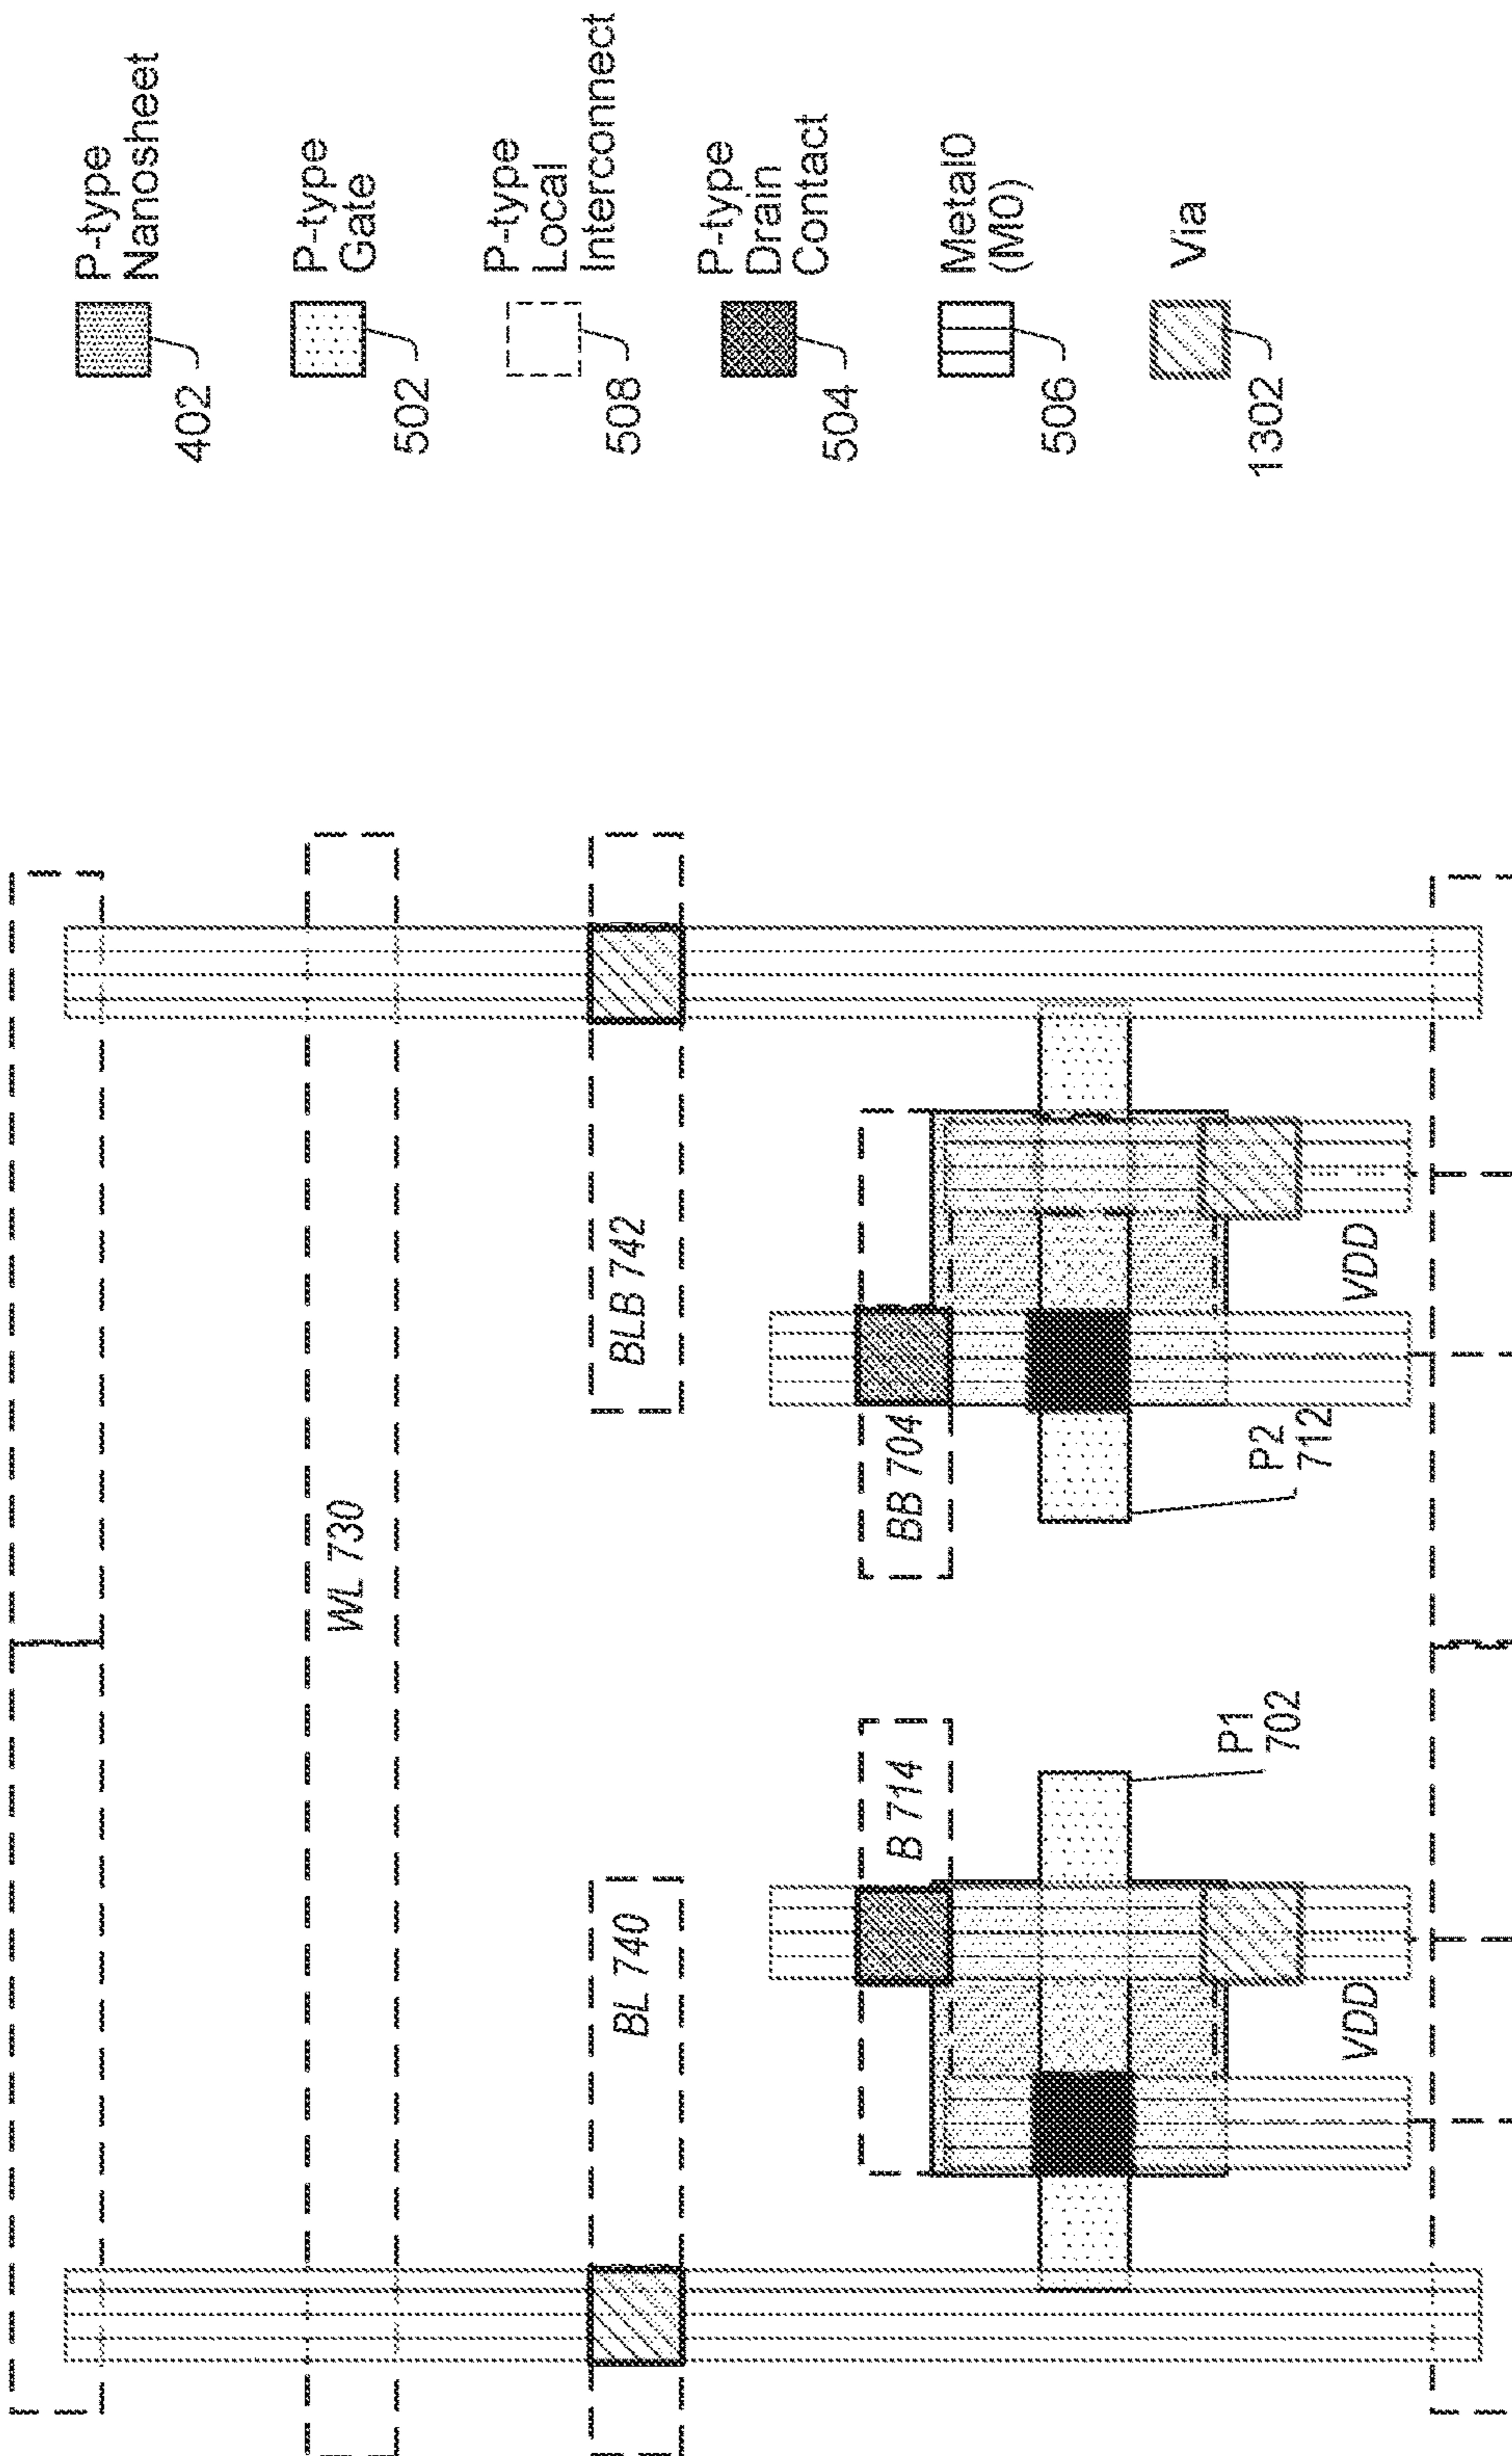 P-type
Nanosheet
402
P-type
Gate
502
P-type
Local
Interconnect
508
P-type
Drain
Contact
504
Metal0
(M0)
506
Via
1302
WL 730
BL 740
BLB 742
B 714
BB 704
P1
702
P2
712
VDD
VDD